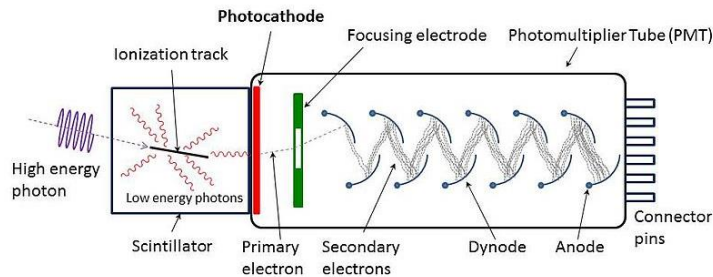 Photocathode
Ionization track
Focusing electrode
Photomultiplier Tube (PMT)
High energy
photon
Low energy photons
Scintillator
Primary
electron
Secondary
electrons
Dynode
Anode
Connector
pins